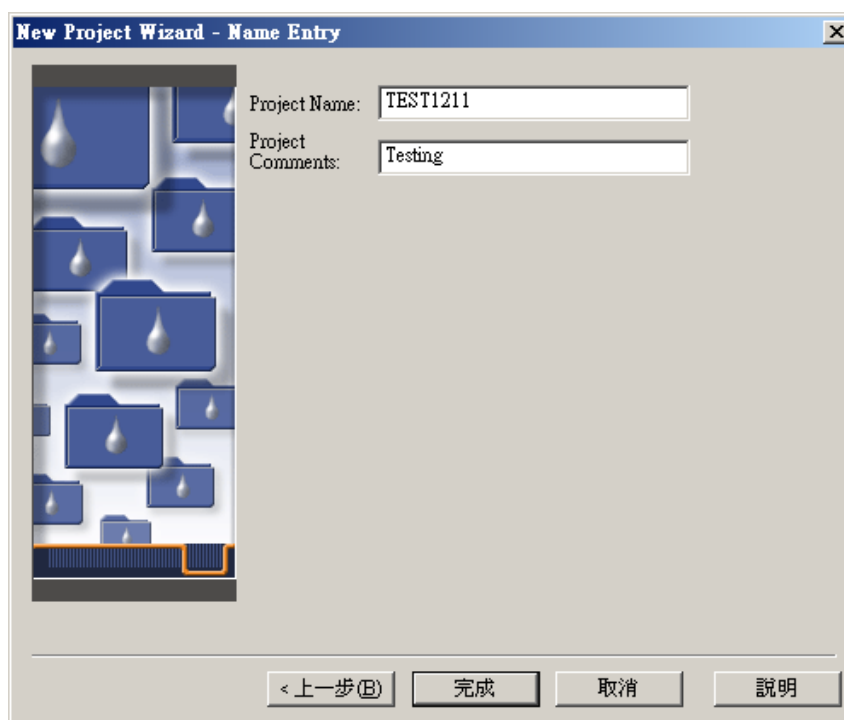 New Project Wizard - Name Entry
Project Name: TEST1211
Project
Comments: Testing
<上一步(B) 完成 取消 說明